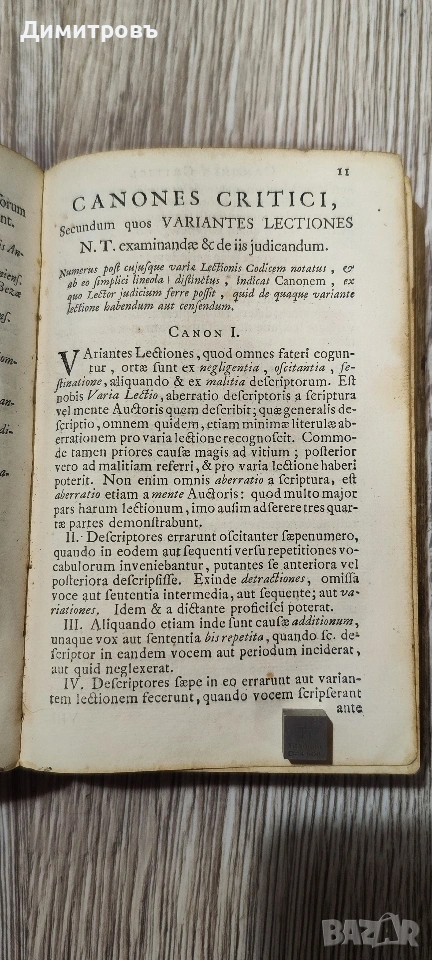 Димитровъ
11
CANONES CRITICI,
Secundum quos VARIANTES LECTIONES
N. T. examinandæ & de iis judicandum.
Numerus poſt cujuſque variæ Lectionis Codicem notatus, &
ab eo ſimplici lineola | diſtinctus, indicat Canonem, ex
quo Lector judicium ferre poſſit, quid de quaque variante
lectione habendum aut cenſendum.
CANON I.
VAriantes Lectiones, quod omnes fateri cogun-
tur, ortæ ſunt ex negligentia, oſcitantia, fe-
ſtinatione, aliquando & ex malitia deſcriptorum. Eſt
nobis Varia Lectio, aberratio deſcriptoris a ſcriptura
vel mente Auctoris quem deſcribit; quæ generalis de-
ſcriptio, omnem quidem, etiam minimæ literulæ ab-
errationem pro varia lectione recognoſcit. Commo-
de tamen priores cauſæ magis ad vitium; poſterior
vero ad malitiam referri, & pro varia lectione haberi
poterit. Non enim omnis aberratio a ſcriptura, eſt
aberratio etiam a mente Auctoris: quod multo major
pars harum lectionum, imo auſim adſerere tres quar-
tæ partes demonſtrabunt.
II. Deſcriptores errarunt oſcitanter ſæpenumero,
quando in eodem aut ſequenti verſu repetitiones vo-
cabulorum inveniebantur, putantes ſe anteriora vel
poſteriora deſcripſiſſe. Exinde detractiones, omiſſa
voce aut ſententia intermedia, aut ſequente; aut va-
riationes. Idem & a dictante proficiſci poterat.
III. Aliquando etiam inde ſunt cauſæ additionum,
unaque vox aut ſententia bis repetita, quando ſc. de-
ſcriptor in eandem vocem aut periodum inciderat,
aut quid neglexerat.
IV. Deſcriptores ſæpe in eo errarunt aut varian-
tem lectionem fecerunt, quando vocem ſcripſerant
ante
BAZAR